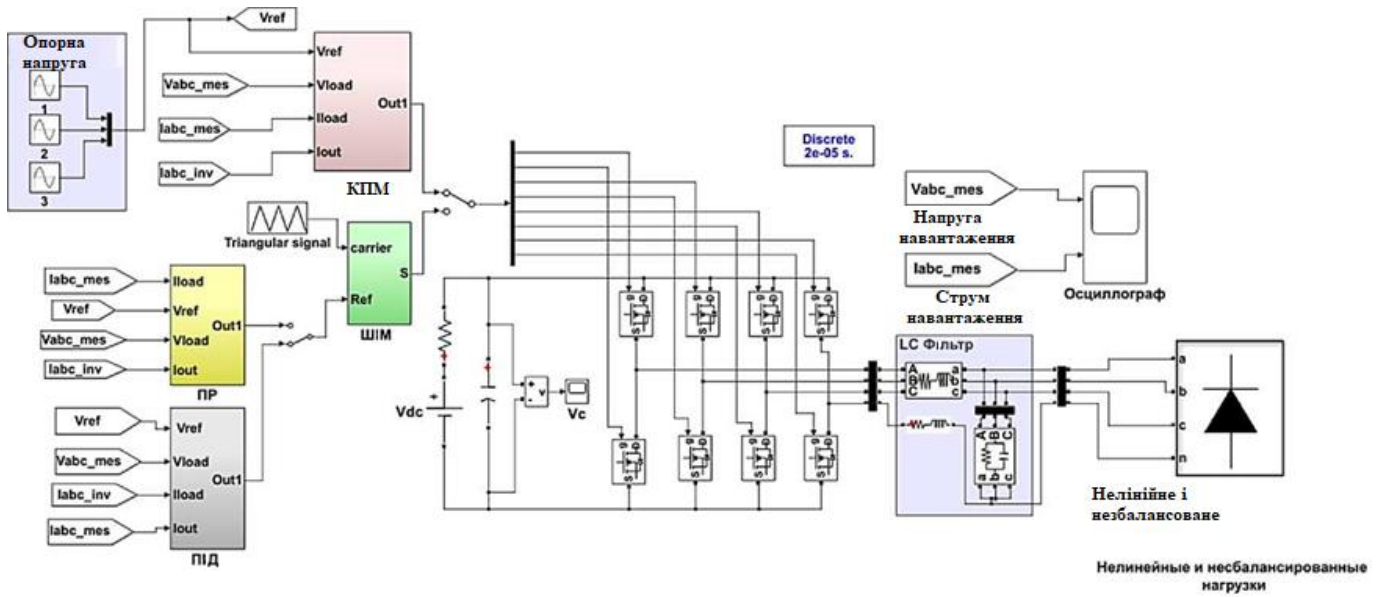 Vref
Опорна
напруга
1
2
3
Vabc_mes
Iabc_mes
Iabc_inv
Vref
Vload
Iload
Iout
Out1
КПМ
Triangular signal
carrier
Ref
S
ШІМ
Iabc_mes
Vref
Vabc_mes
Iabc_inv
Iload
Vref
Vload
Iout
Out1
ПР
Vref
Vabc_mes
Iabc_inv
Iabc_mes
Vref
Vload
Iload
Iout
Out1
ПІД
Discrete
2e-05 s.
Vabc_mes
Напруга
навантаження
Iabc_mes
Струм
навантаження
Осциллограф
g D
S
g D
S
g D
S
g D
S
g D
S
g D
S
g D
S
g D
S
Vdc
+
-
v
Vc
LC Фільтр
A
B
C
a
b
c
A B C
a b c
a
b
c
n
Нелінійне і
незбалансоване
Нелинейные и несбалансированные
нагрузки